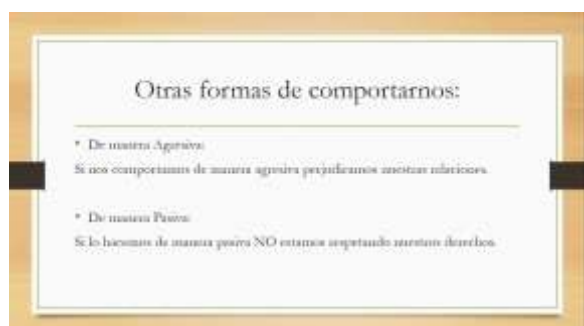 Otras formas de comportarnos:
• De manera Agresiva:
Si nos comportamos de manera agresiva perjudicamos nuestras relaciones.
• De manera Pasiva:
Si lo hacemos de manera pasiva NO estamos respetando nuestros derechos.